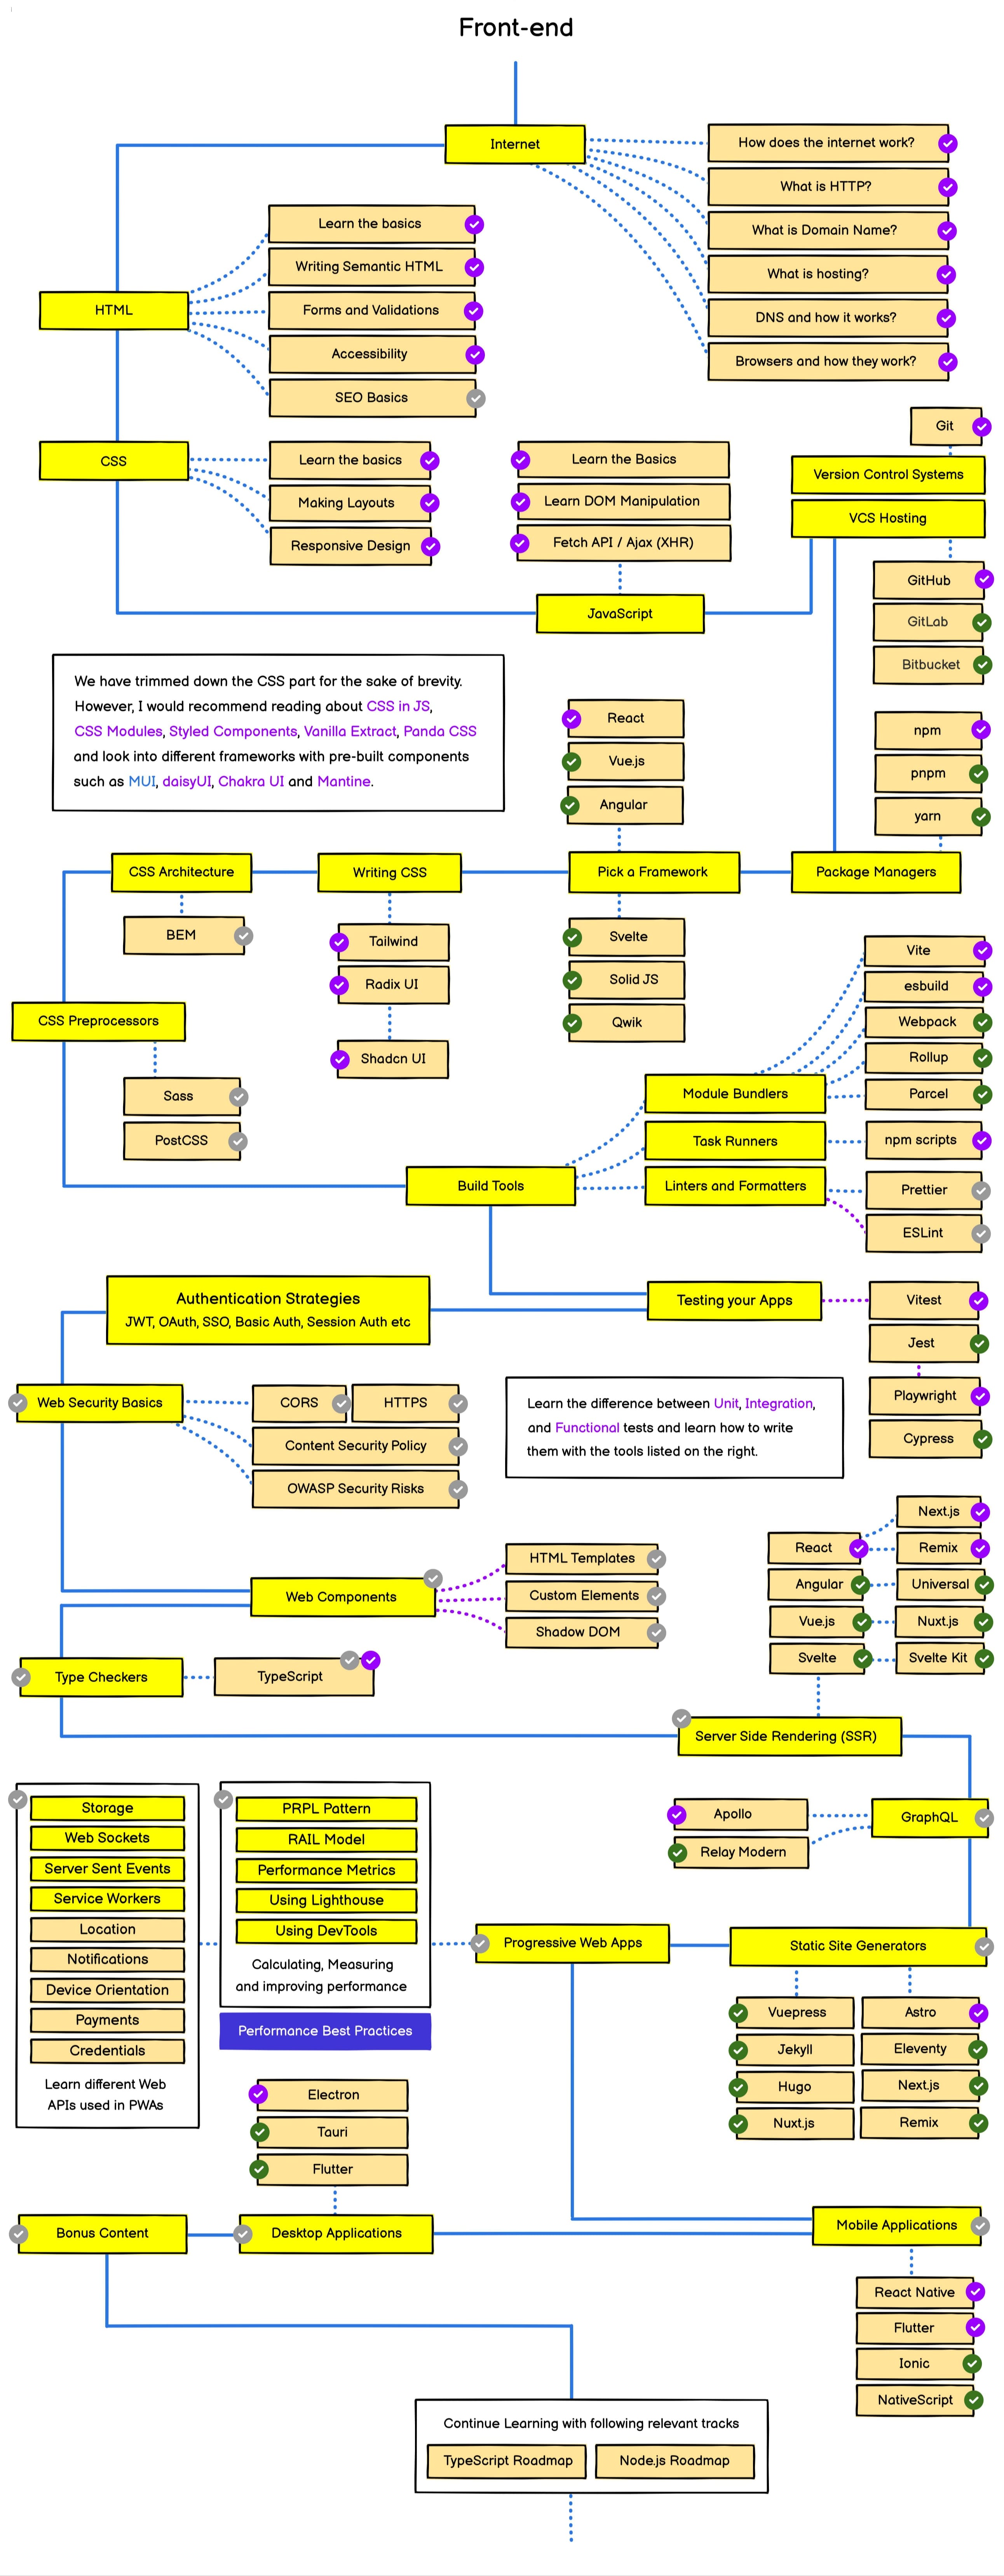 Front-end
Internet
How does the internet work?
What is HTTP?
What is Domain Name?
What is hosting?
DNS and how it works?
Browsers and how they work?
HTML
Learn the basics
Writing Semantic HTML
Forms and Validations
Accessibility
SEO Basics
CSS
Learn the basics
Making Layouts
Responsive Design
Learn the Basics
Learn DOM Manipulation
Fetch API / Ajax (XHR)
JavaScript
Git
Version Control Systems
VCS Hosting
GitHub
GitLab
Bitbucket
We have trimmed down the CSS part for the sake of brevity.
However, I would recommend reading about CSS in JS,
CSS Modules, Styled Components, Vanilla Extract, Panda CSS
and look into different frameworks with pre-built components
such as MUI, daisyUI, Chakra UI and Mantine.
npm
pnpm
yarn
Package Managers
React
Vue.js
Angular
Pick a Framework
Svelte
Solid JS
Qwik
Writing CSS
Tailwind
Radix UI
Shadcn UI
CSS Architecture
BEM
CSS Preprocessors
Sass
PostCSS
Build Tools
Module Bundlers
Vite
esbuild
Webpack
Rollup
Parcel
Task Runners
npm scripts
Linters and Formatters
Prettier
ESLint
Testing your Apps
Vitest
Jest
Playwright
Cypress
Learn the difference between Unit, Integration,
and Functional tests and learn how to write
them with the tools listed on the right.
Authentication Strategies
JWT, OAuth, SSO, Basic Auth, Session Auth etc
Web Security Basics
CORS
HTTPS
Content Security Policy
OWASP Security Risks
Web Components
HTML Templates
Custom Elements
Shadow DOM
Type Checkers
TypeScript
React
Next.js
Remix
Angular
Universal
Vue.js
Nuxt.js
Svelte
Svelte Kit
Server Side Rendering (SSR)
GraphQL
Apollo
Relay Modern
Static Site Generators
Vuepress
Jekyll
Hugo
Nuxt.js
Astro
Eleventy
Next.js
Remix
Progressive Web Apps
PRPL Pattern
RAIL Model
Performance Metrics
Using Lighthouse
Using DevTools
Calculating, Measuring
and improving performance
Performance Best Practices
Storage
Web Sockets
Server Sent Events
Service Workers
Location
Notifications
Device Orientation
Payments
Credentials
Learn different Web
APIs used in PWAs
Mobile Applications
React Native
Flutter
Ionic
NativeScript
Electron
Tauri
Flutter
Desktop Applications
Bonus Content
Continue Learning with following relevant tracks
TypeScript Roadmap
Node.js Roadmap